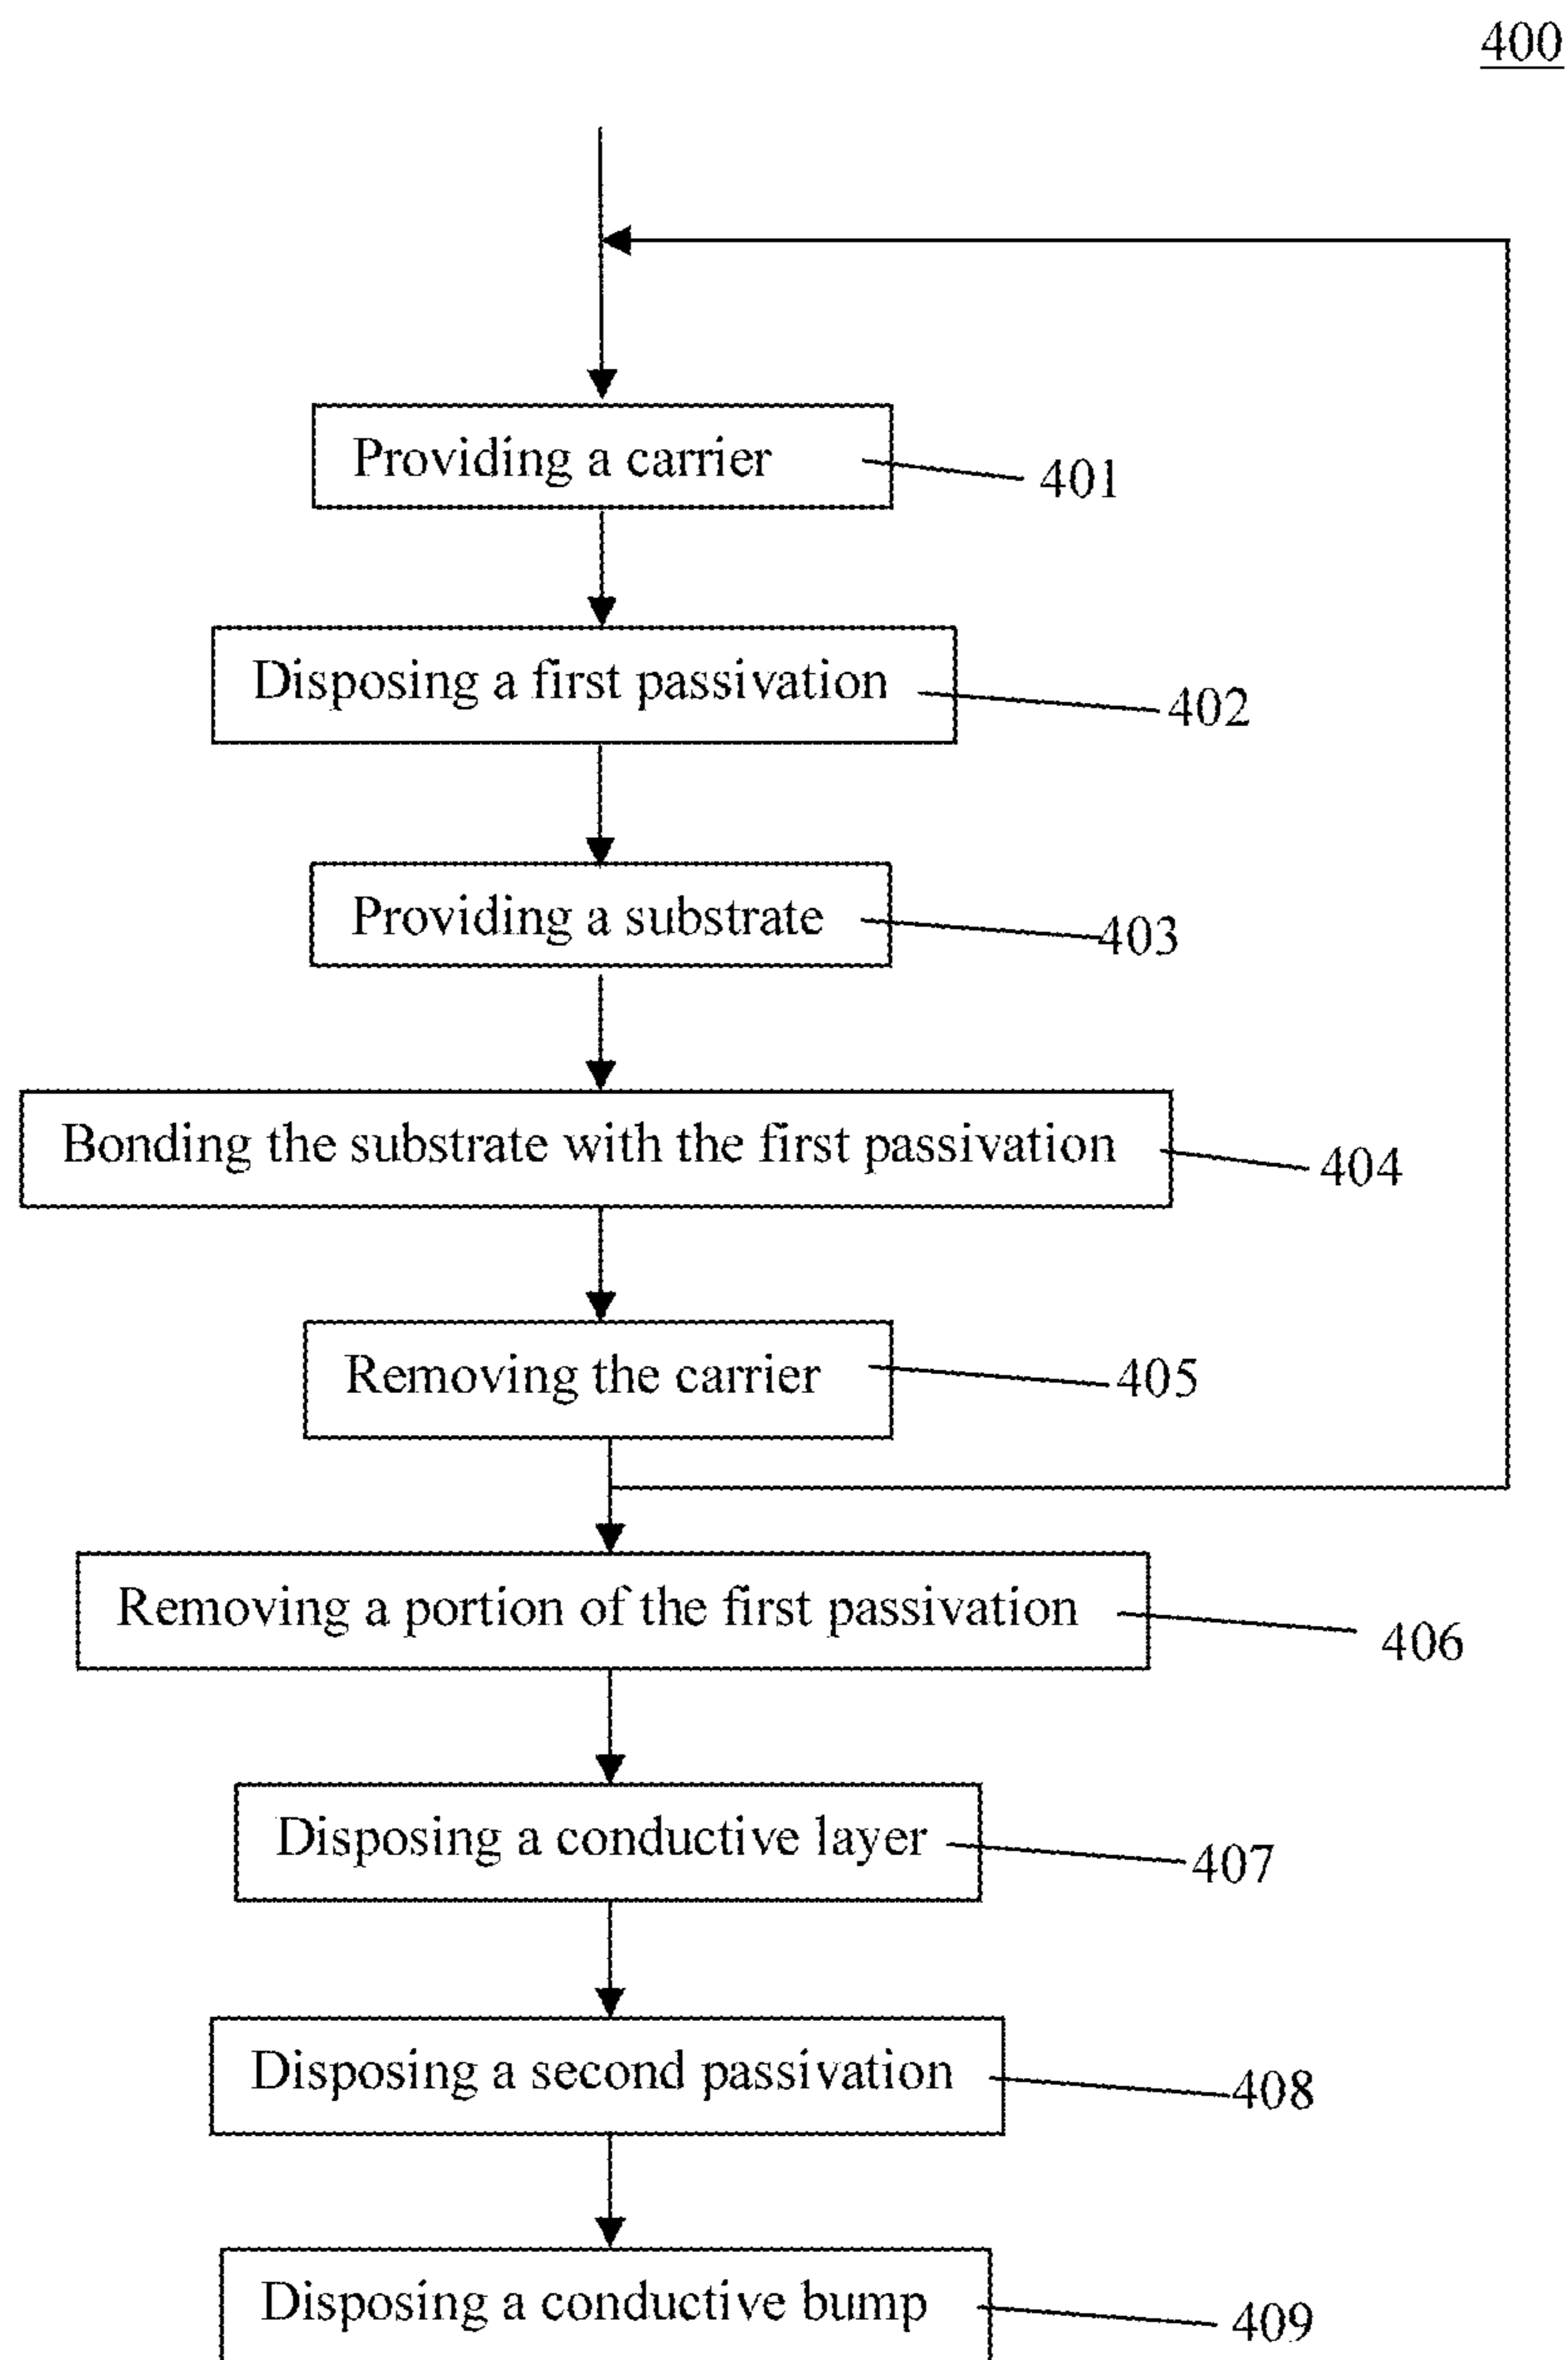 400
Providing a carrier
401
Disposing a first passivation
402
Providing a substrate
403
Bonding the substrate with the first passivation
404
Removing the carrier
405
Removing a portion of the first passivation
406
Disposing a conductive layer
407
Disposing a second passivation
408
Disposing a conductive bump
409